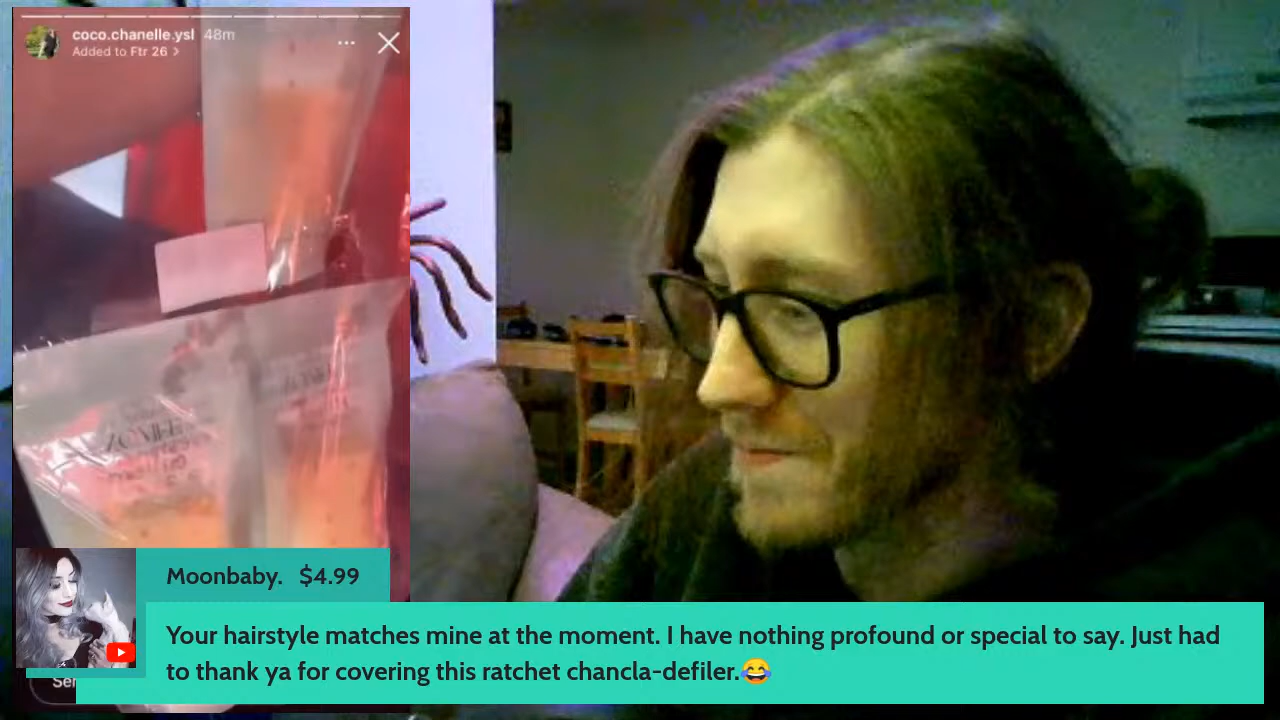 coco.chanelle.ysl 48m
Added to Ftr 26 >
Moonbaby. $4.99
Your hairstyle matches mine at the moment. I have nothing profound or special to say. Just had
to thank ya for covering this ratchet chancla-defiler.😂